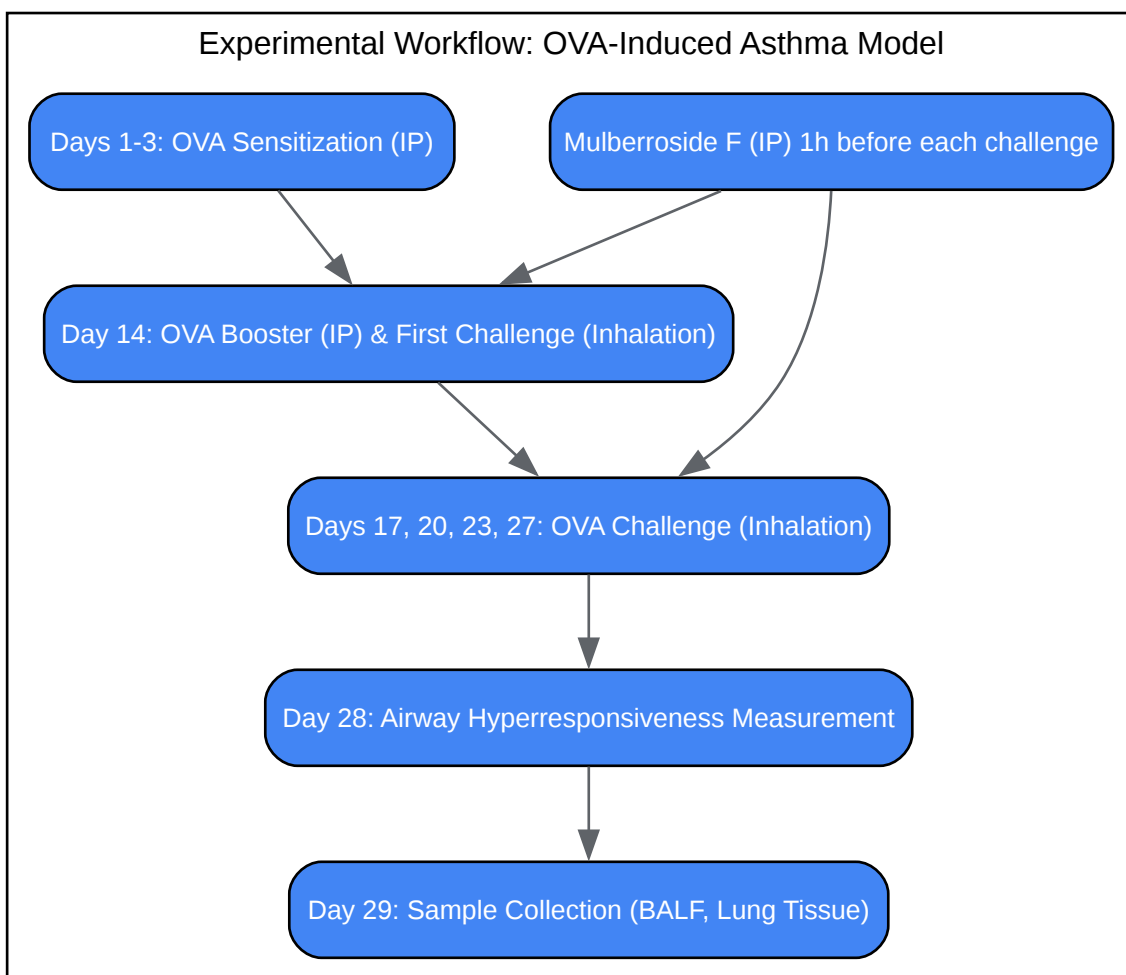 Experimental Workflow: OVA-Induced Asthma Model
Days 1-3: OVA Sensitization (IP)
Mulberroside F (IP) 1h before each challenge
Day 14: OVA Booster (IP) & First Challenge (Inhalation)
Days 17, 20, 23, 27: OVA Challenge (Inhalation)
Day 28: Airway Hyperresponsiveness Measurement
Day 29: Sample Collection (BALF, Lung Tissue)